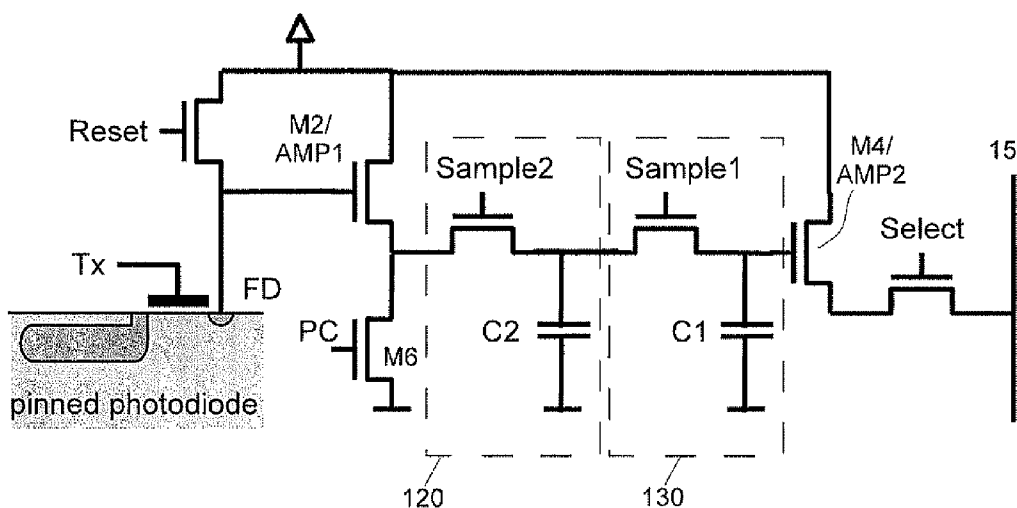 Reset
M2/
AMP1
Sample2
Sample1
M4/
AMP2
15
Select
Tx
FD
PC
M6
C2
C1
pinned photodiode
120
130